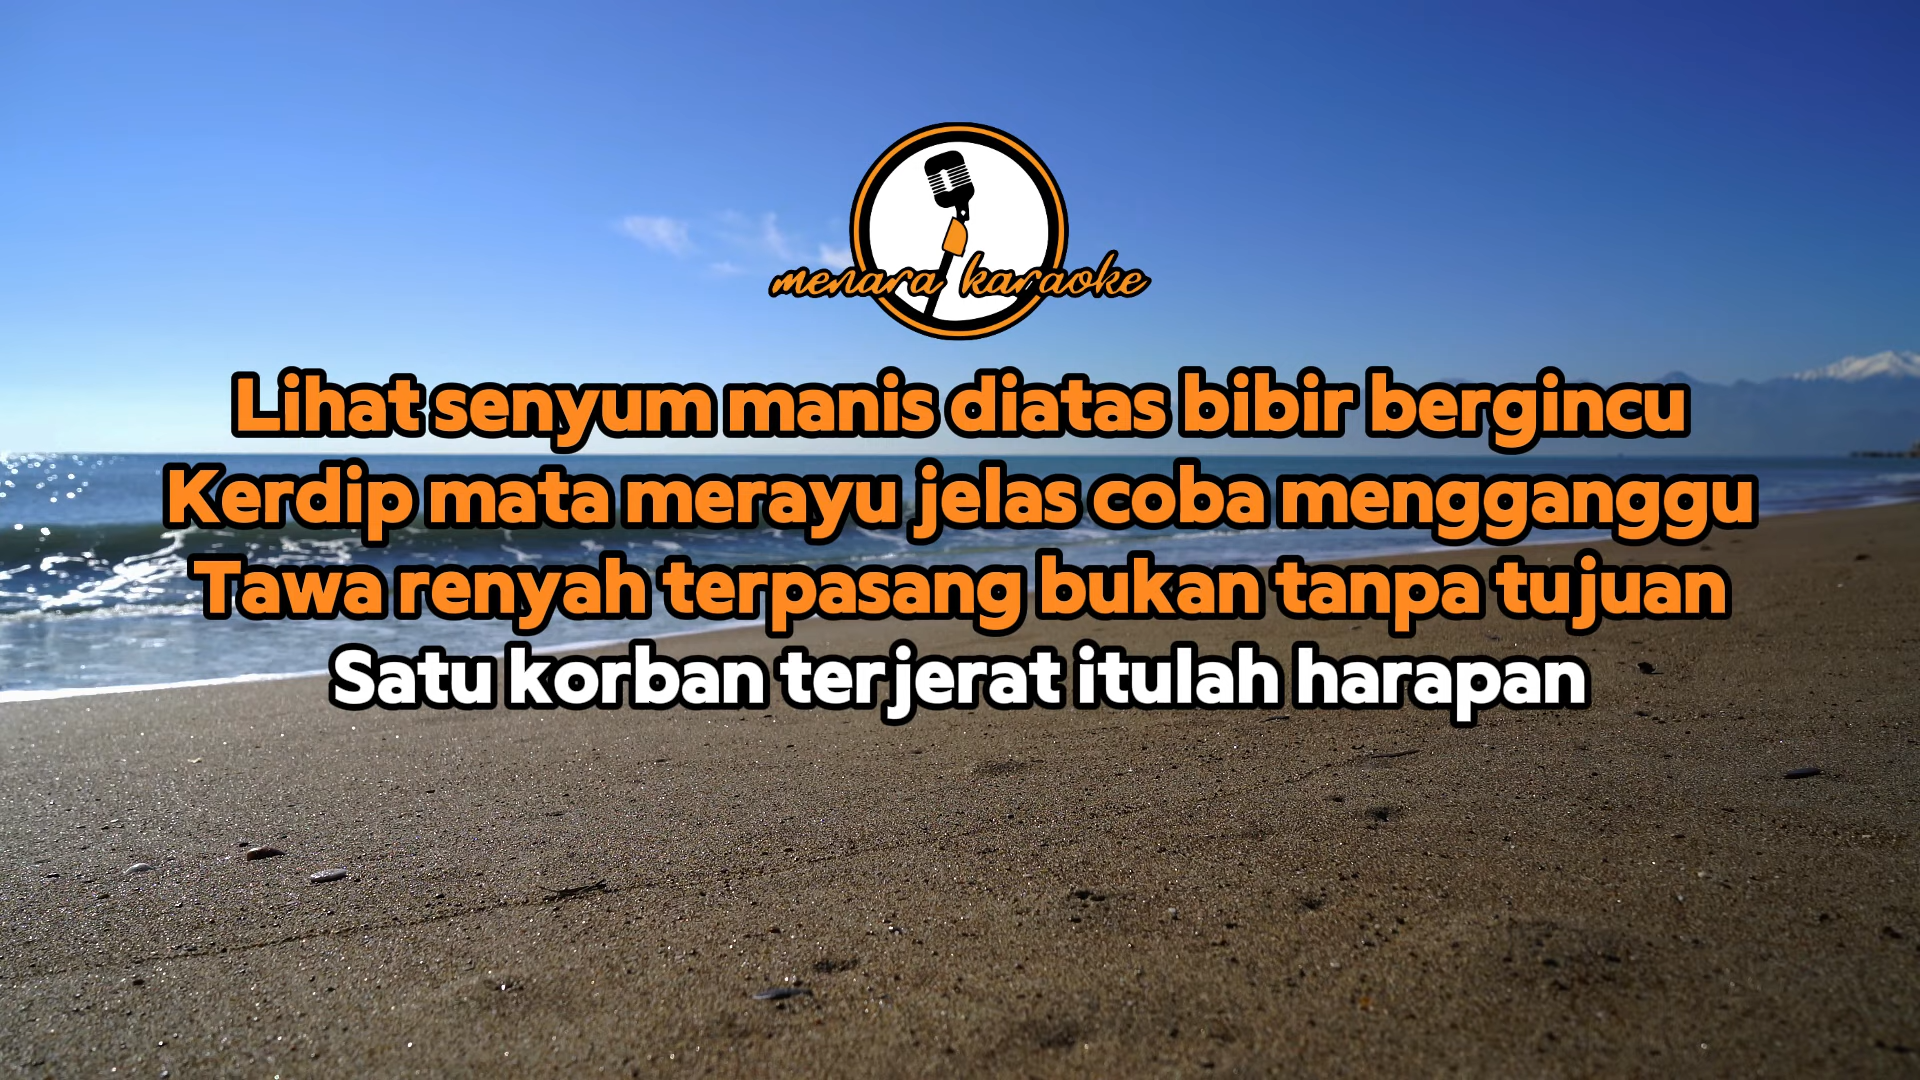 menara karaoke
Lihat senyum manis diatas bibir bergincu
Kerdip mata merayu jelas coba mengganggu
Tawa renyah terpasang bukan tanpa tujuan
Satu korban terjerat itulah harapan